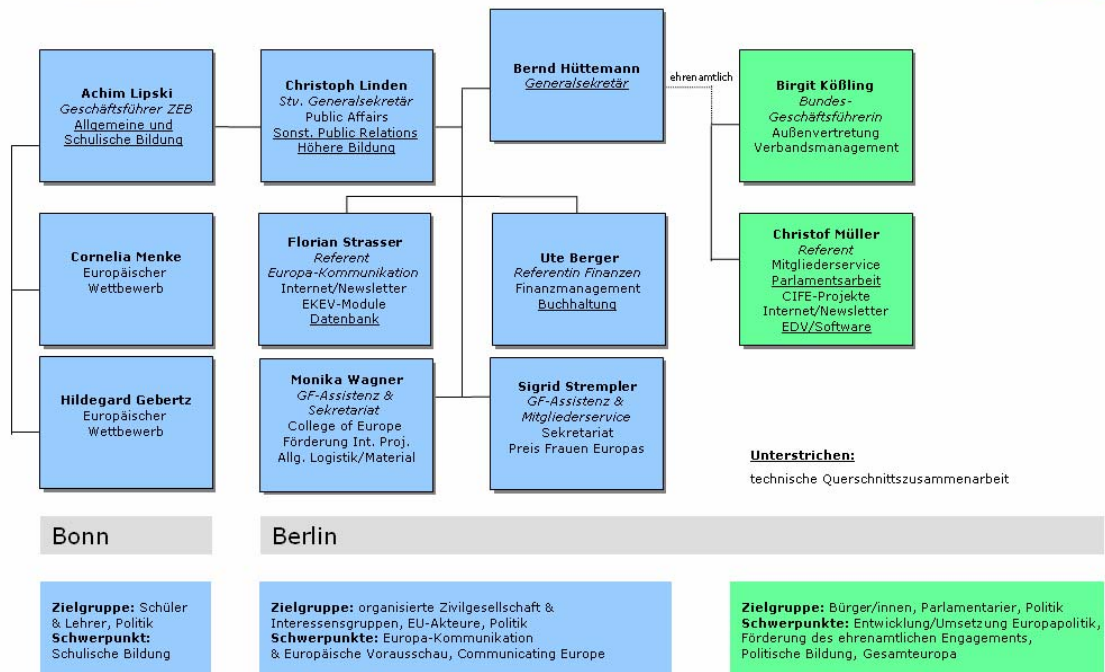 Achim Lipski
Geschäftsführer ZEB
Allgemeine und
Schulische Bildung
Christoph Linden
Stv. Generalsekretär
Public Affairs
Sonst. Public Relations
Höhere Bildung
Bernd Hüttemann
Generalsekretär
ehrenamtlich
Birgit Kößling
Bundes-
Geschäftsführerin
Außenvertretung
Verbandsmanagement
Cornelia Menke
Europäischer
Wettbewerb
Florian Strasser
Referent
Europa-Kommunikation
Internet/Newsletter
EKEV-Module
Datenbank
Ute Berger
Referentin Finanzen
Finanzmanagement
Buchhaltung
Christof Müller
Referent
Mitgliederservice
Parlamentsarbeit
CIFE-Projekte
Internet/Newsletter
EDV/Software
Hildegard Gebertz
Europäischer
Wettbewerb
Monika Wagner
GF-Assistenz &
Sekretariat
College of Europe
Förderung Int. Proj.
Allg. Logistik/Material
Sigrid Strempler
GF-Assistenz &
Mitgliederservice
Sekretariat
Preis Frauen Europas
Unterstrichen:
technische Querschnittszusammenarbeit
Bonn
Berlin
Zielgruppe: Schüler
& Lehrer, Politik
Schwerpunkt:
Schulische Bildung
Zielgruppe: organisierte Zivilgesellschaft &
Interessensgruppen, EU-Akteure, Politik
Schwerpunkte: Europa-Kommunikation
& Europäische Vorausschau, Communicating Europe
Zielgruppe: Bürger/innen, Parlamentarier, Politik
Schwerpunkte: Entwicklung/Umsetzung Europapolitik,
Förderung des ehrenamtlichen Engagements,
Politische Bildung, Gesamteuropa